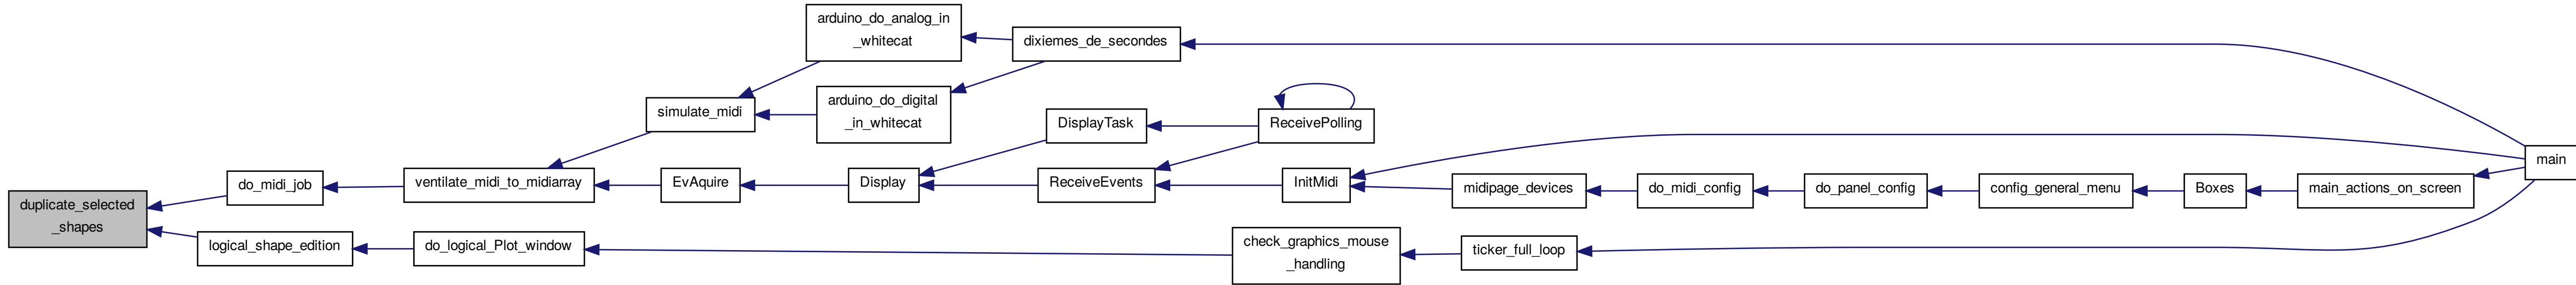 arduino_do_analog_in
_whitecat
dixiemes_de_secondes
arduino_do_digital
_in_whitecat
simulate_midi
DisplayTask
ReceivePolling
main
do_midi_job
ventilate_midi_to_midiarray
EvAquire
Display
ReceiveEvents
InitMidi
midipage_devices
do_midi_config
do_panel_config
config_general_menu
Boxes
main_actions_on_screen
duplicate_selected
_shapes
logical_shape_edition
do_logical_Plot_window
check_graphics_mouse
_handling
ticker_full_loop